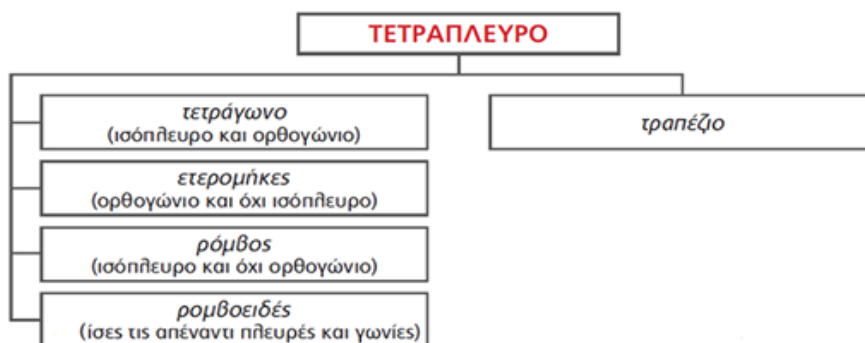 ΤΕΤΡΑΠΛΕΥΡΟ
τετράγωνο
(ισόπλευρο και ορθογώνιο)
τραπέζιο
ετερομήκες
(ορθογώνιο και όχι ισόπλευρο)
ρόμβος
(ισόπλευρο και όχι ορθογώνιο)
ρομβοειδές
(ίσες τις απέναντι πλευρές και γωνίες)